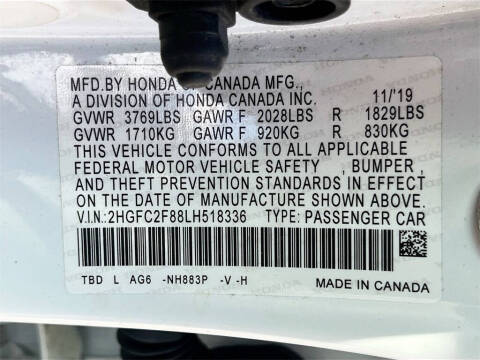 MFD.BY HONDA OF CANADA MFG.,
A DIVISION OF HONDA CANADA INC. 11/'19
GVWR 3769LBS GAWR F 2028LBS R 1829LBS
GVWR 1710KG GAWR F 920KG R 830KG
THIS VEHICLE CONFORMS TO ALL APPLICABLE
FEDERAL MOTOR VEHICLE SAFETY , BUMPER,
AND THEFT PREVENTION STANDARDS IN EFFECT
ON THE DATE OF MANUFACTURE SHOWN ABOVE.
V.I.N.:2HGFC2F88LH518336 TYPE: PASSENGER CAR
TBD L AG6 -NH883P -V -H MADE IN CANADA